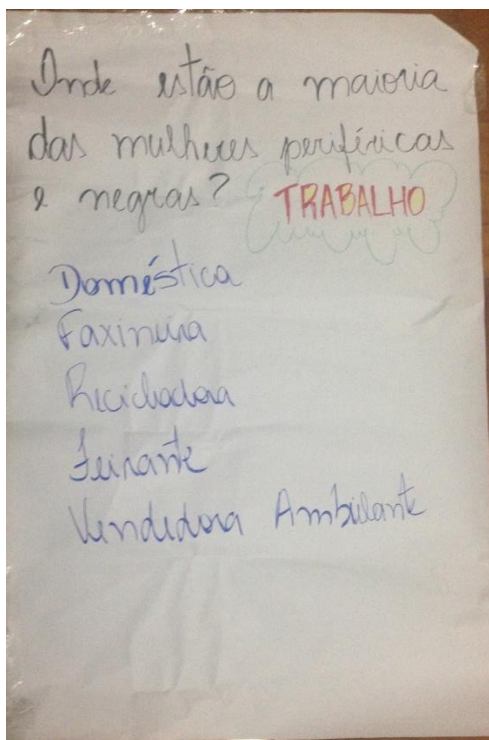 Onde estão a maioria
das mulheres periféricas
e negras? TRABALHO
Doméstica
Faxineira
Recicladora
Feirante
Vendedora Ambulante